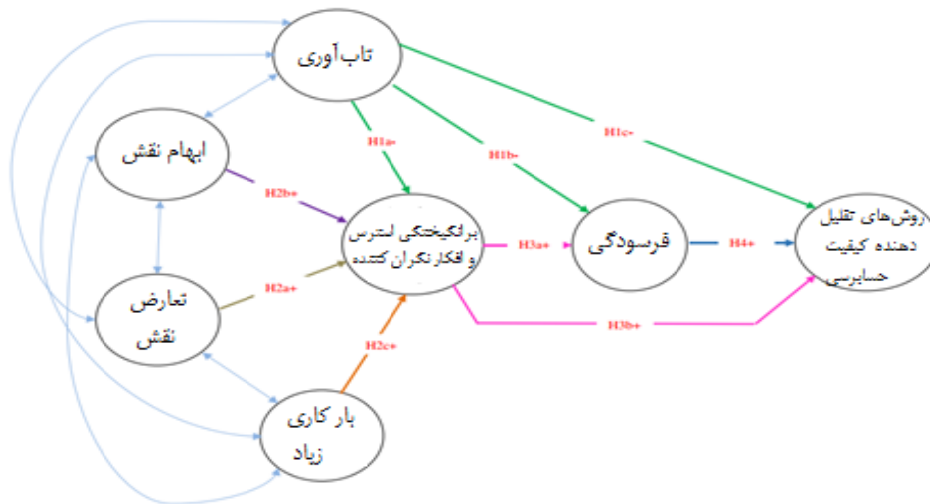 تاب‌آوری
H1a-
H1b-
H1c-
ابهام نقش
H2b+
برانگیختگی استرس
و افکار نگران کننده
H3a+
فرسودگی
H4+
روش‌های تقلیل
دهنده کیفیت
حسابرسی
تعارض
نقش
H2a+
H2c+
H3b+
بار کاری
زیاد